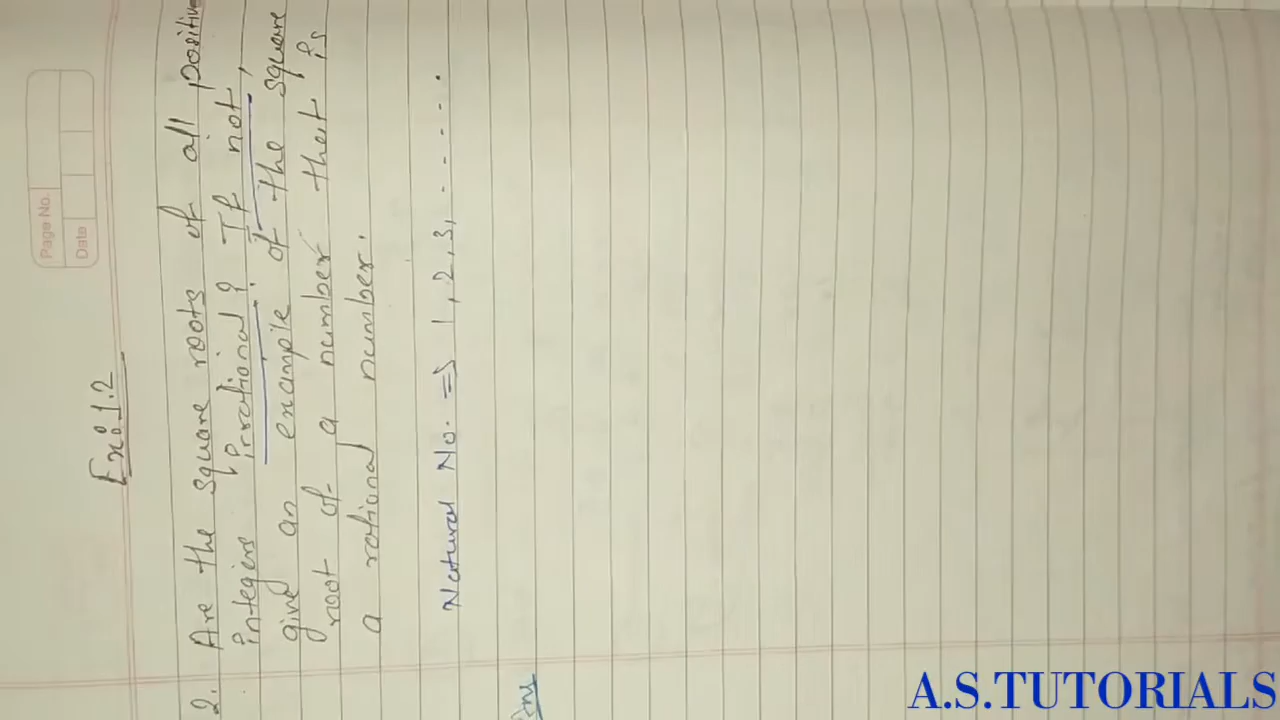 Page No.
Date
Ex: 1.2
2. Are the square roots of all positive
integers irrational? If not,
give an example of the square
root of a number that is
a rational number.
Natural No. => 1, 2, 3, - - - - - .
A.S.TUTORIALS